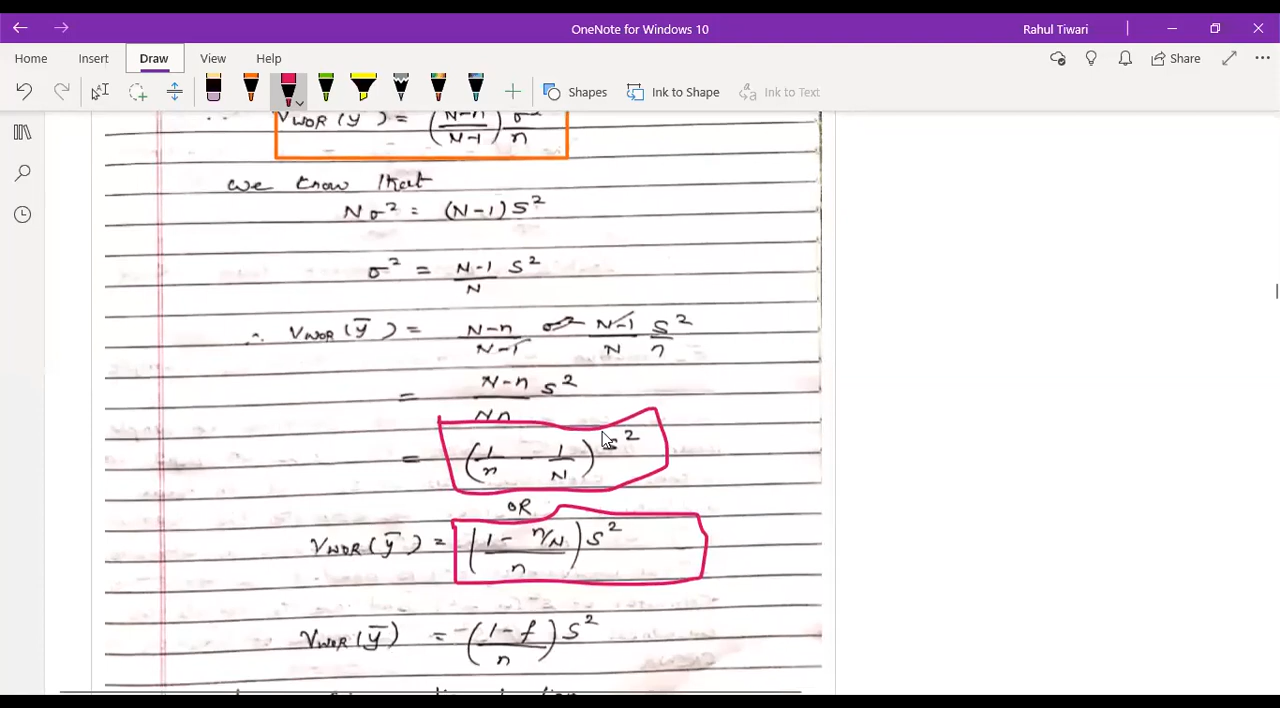 OneNote for Windows 10
Rahul Tiwari
Home Insert Draw View Help
Share
Shapes Ink to Shape Ink to Text
∴ V_WOR(ȳ) = ((N-n)/(N-1)) σ²/n
we know that
Nσ² = (N-1)S²
σ² = (N-1)/N S²
∴ V_WOR(ȳ) = (N-n)/(N-1) (N-1)/N S²/n
= (N-n)/(Nn) S²
= (1/n - 1/N) S²
OR
V_WOR(ȳ) = ((1 - n/N)/n) S²
V_WOR(ȳ) = ((1-f)/n) S²